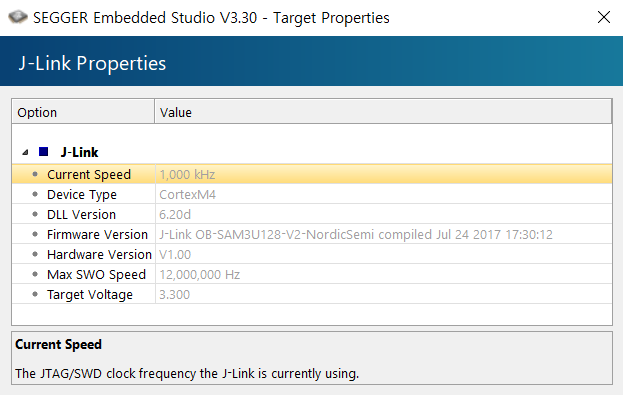 SEGGER Embedded Studio V3.30 - Target Properties
J-Link Properties
Option Value
J-Link
Current Speed 1,000 kHz
Device Type CortexM4
DLL Version 6.20d
Firmware Version J-Link OB-SAM3U128-V2-NordicSemi compiled Jul 24 2017 17:30:12
Hardware Version V1.00
Max SWO Speed 12,000,000 Hz
Target Voltage 3.300
Current Speed
The JTAG/SWD clock frequency the J-Link is currently using.